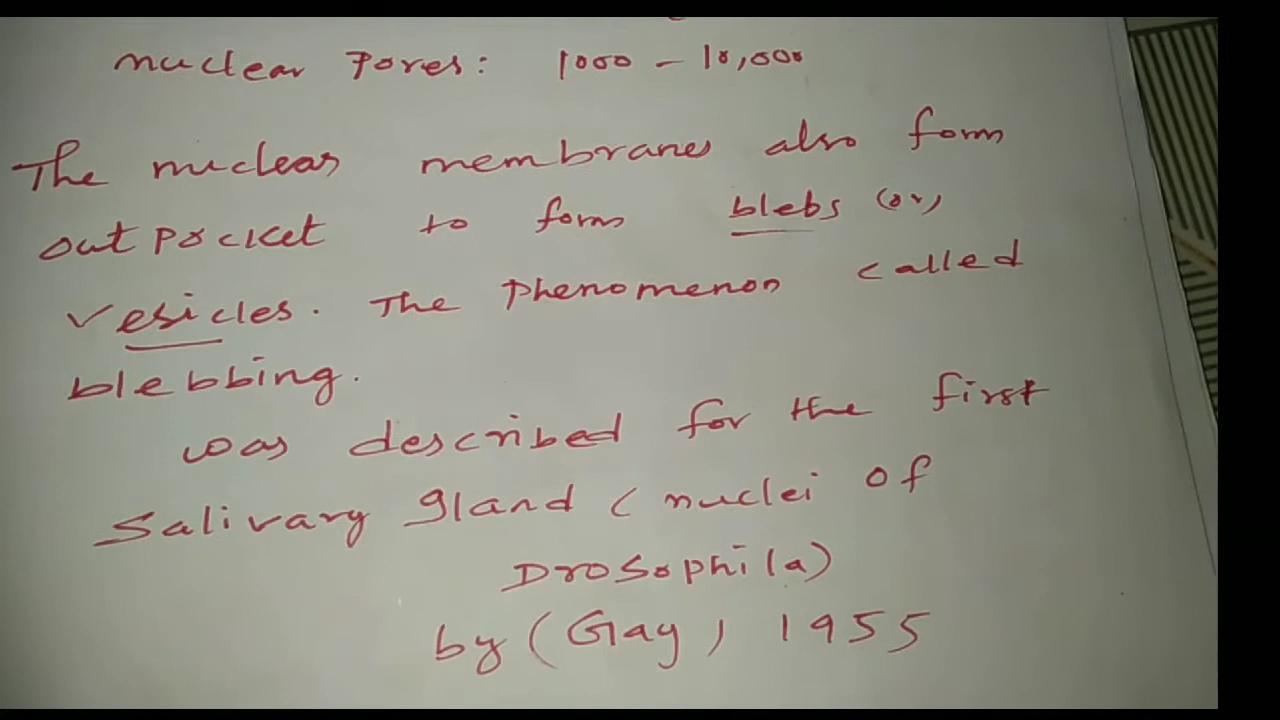 nuclear Pores: 1000 - 10,000
The nuclear membranes also form
out pocket to form blebs (or)
vesicles. The Phenomenon called
blebbing.
was described for the first
Salivary gland (nuclei of
Drosophila)
by (Gay, 1955